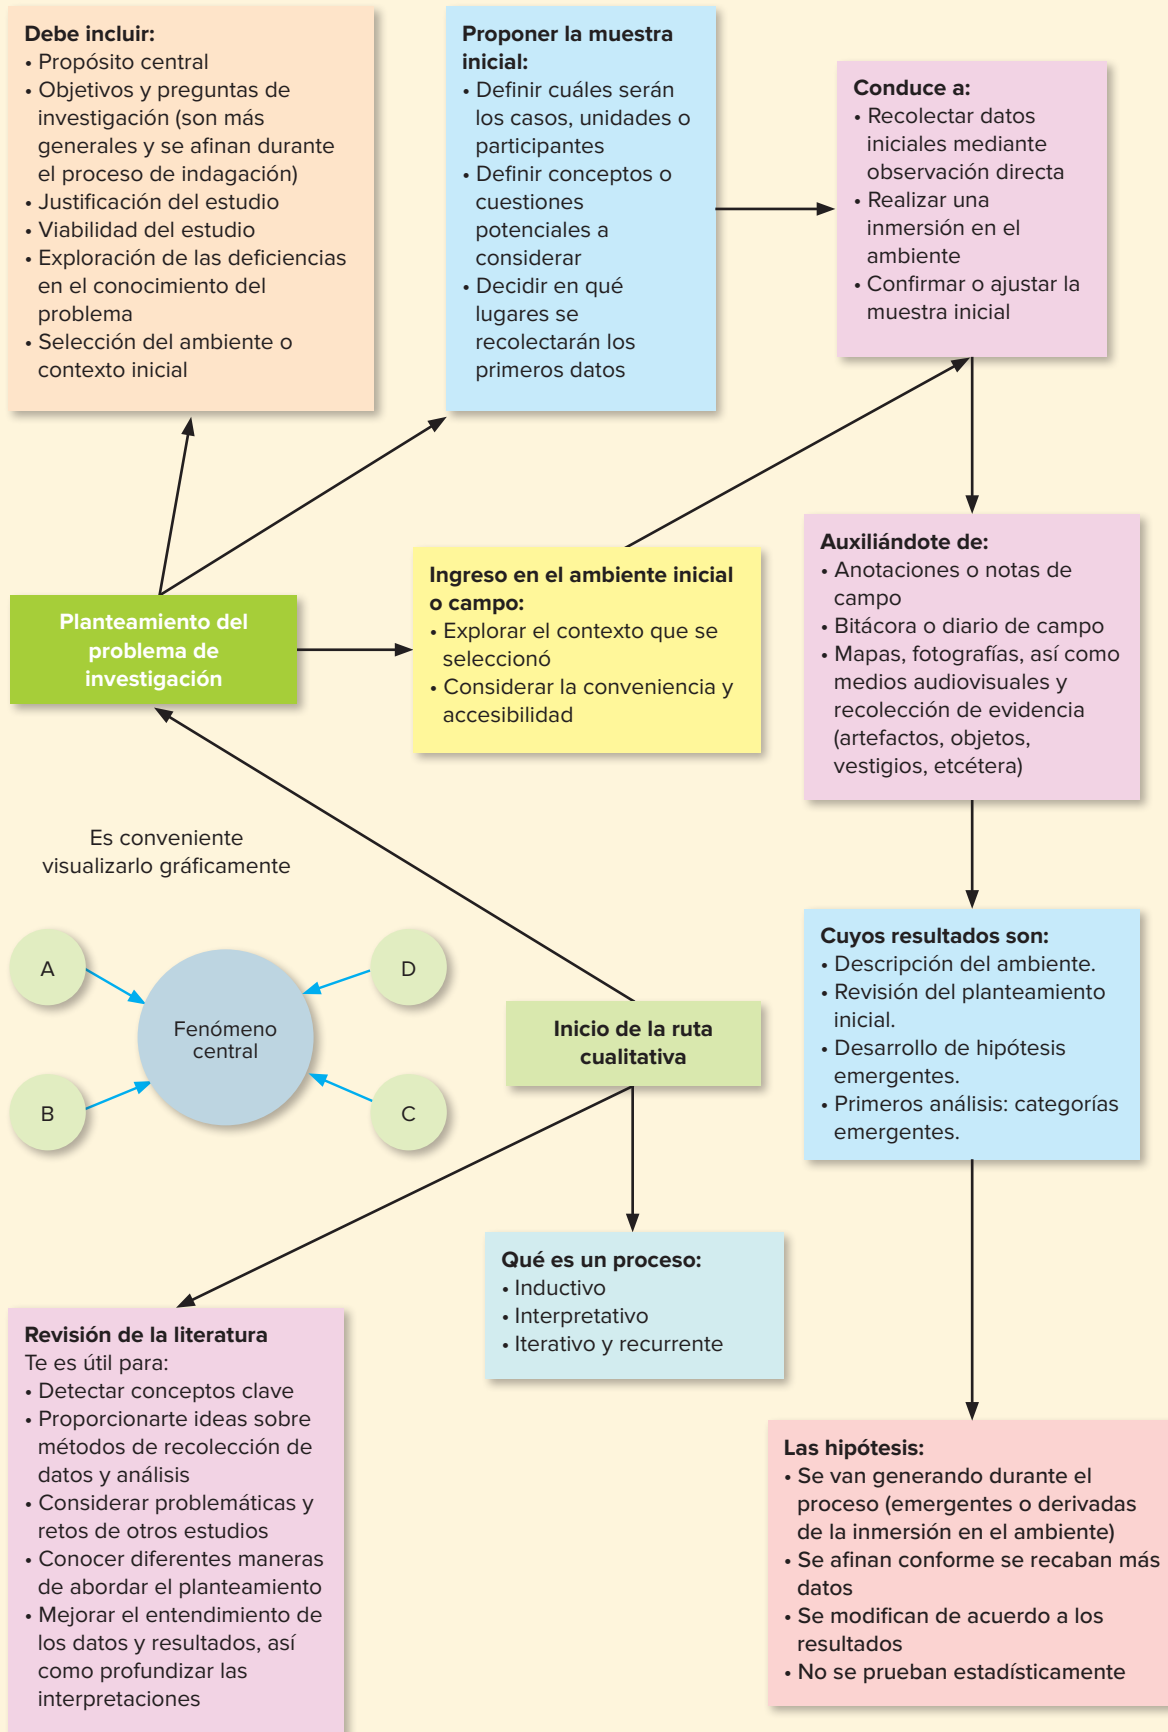 Debe incluir:
• Propósito central
• Objetivos y preguntas de
investigación (son más
generales y se afinan durante
el proceso de indagación)
• Justificación del estudio
• Viabilidad del estudio
• Exploración de las deficiencias
en el conocimiento del
problema
• Selección del ambiente o
contexto inicial
Proponer la muestra
inicial:
• Definir cuáles serán
los casos, unidades o
participantes
• Definir conceptos o
cuestiones
potenciales a
considerar
• Decidir en qué
lugares se
recolectarán los
primeros datos
Conduce a:
• Recolectar datos
iniciales mediante
observación directa
• Realizar una
inmersión en el
ambiente
• Confirmar o ajustar la
muestra inicial
Planteamiento del
problema de
investigación
Ingreso en el ambiente inicial
o campo:
• Explorar el contexto que se
seleccionó
• Considerar la conveniencia y
accesibilidad
Auxiliándote de:
• Anotaciones o notas de
campo
• Bitácora o diario de campo
• Mapas, fotografías, así como
medios audiovisuales y
recolección de evidencia
(artefactos, objetos,
vestigios, etcétera)
Es conveniente
visualizarlo gráficamente
A
D
Fenómeno
central
B
C
Inicio de la ruta
cualitativa
Cuyos resultados son:
• Descripción del ambiente.
• Revisión del planteamiento
inicial.
• Desarrollo de hipótesis
emergentes.
• Primeros análisis: categorías
emergentes.
Qué es un proceso:
• Inductivo
• Interpretativo
• Iterativo y recurrente
Revisión de la literatura
Te es útil para:
• Detectar conceptos clave
• Proporcionarte ideas sobre
métodos de recolección de
datos y análisis
• Considerar problemáticas y
retos de otros estudios
• Conocer diferentes maneras
de abordar el planteamiento
• Mejorar el entendimiento de
los datos y resultados, así
como profundizar las
interpretaciones
Las hipótesis:
• Se van generando durante el
proceso (emergentes o derivadas
de la inmersión en el ambiente)
• Se afinan conforme se recaban más
datos
• Se modifican de acuerdo a los
resultados
• No se prueban estadísticamente